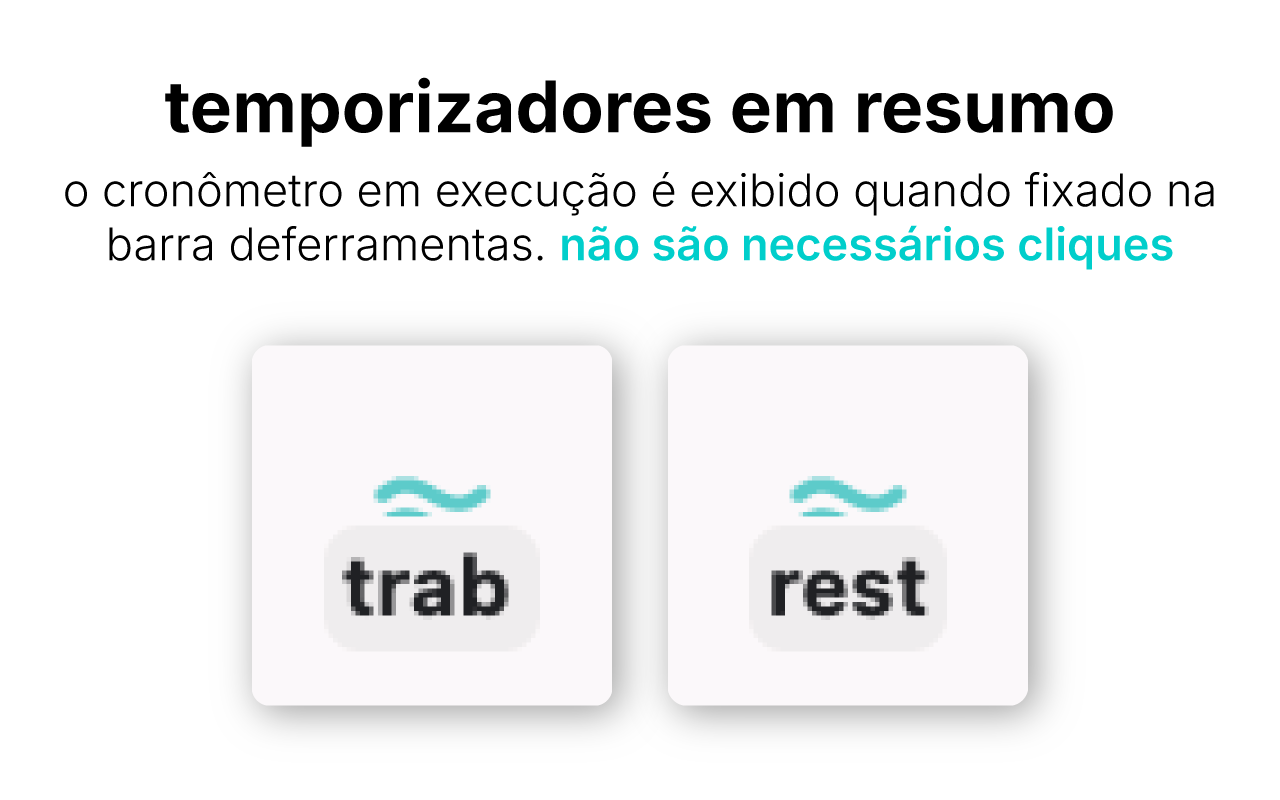 temporizadores em resumo
o cronômetro em execução é exibido quando fixado na
barra deferramentas. não são necessários cliques
trab
rest